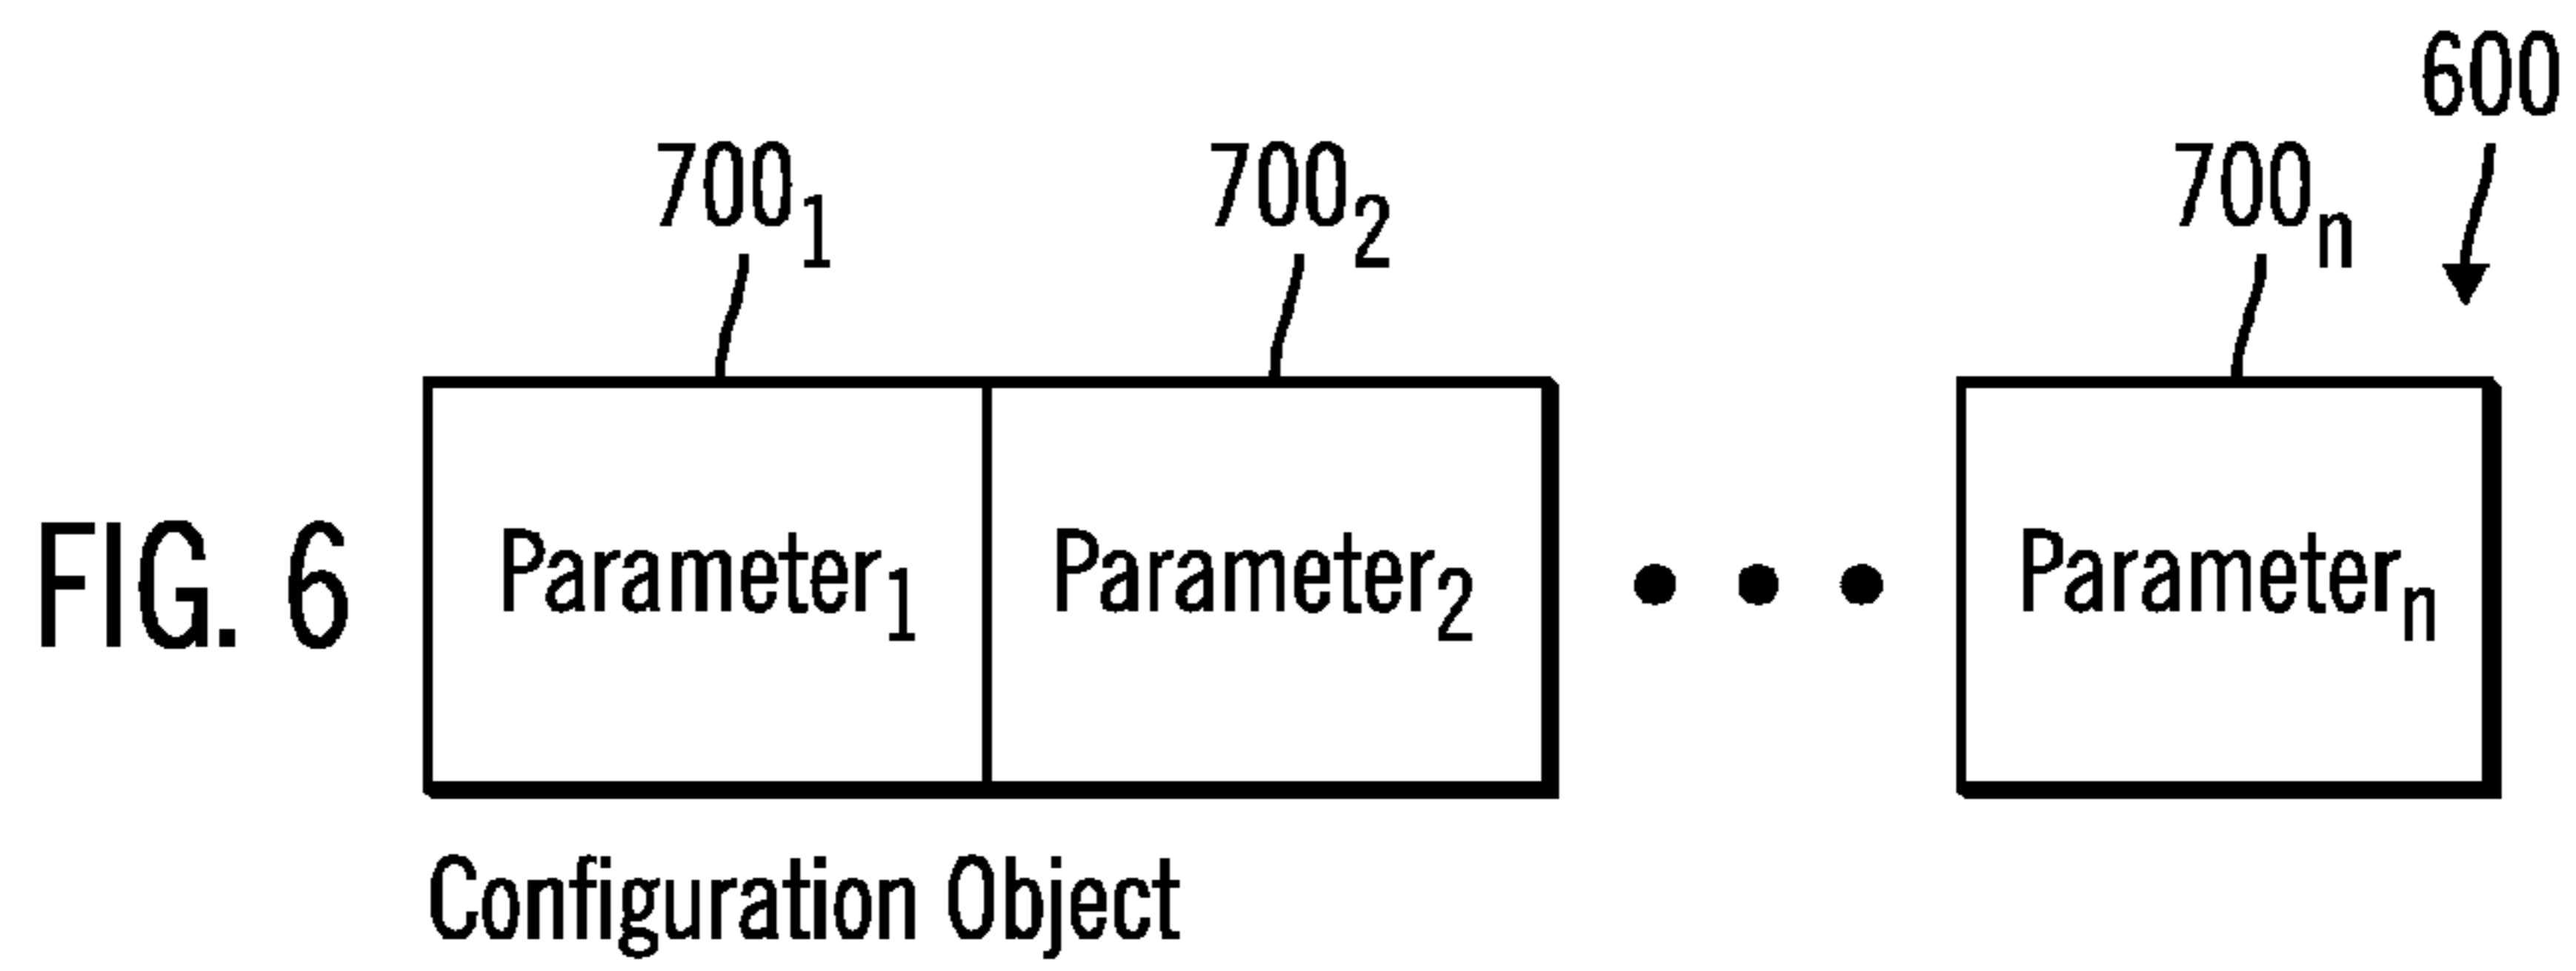 600
700₁ 700₂ 700ₙ
FIG. 6
Parameter₁ Parameter₂ Parameterₙ
Configuration Object